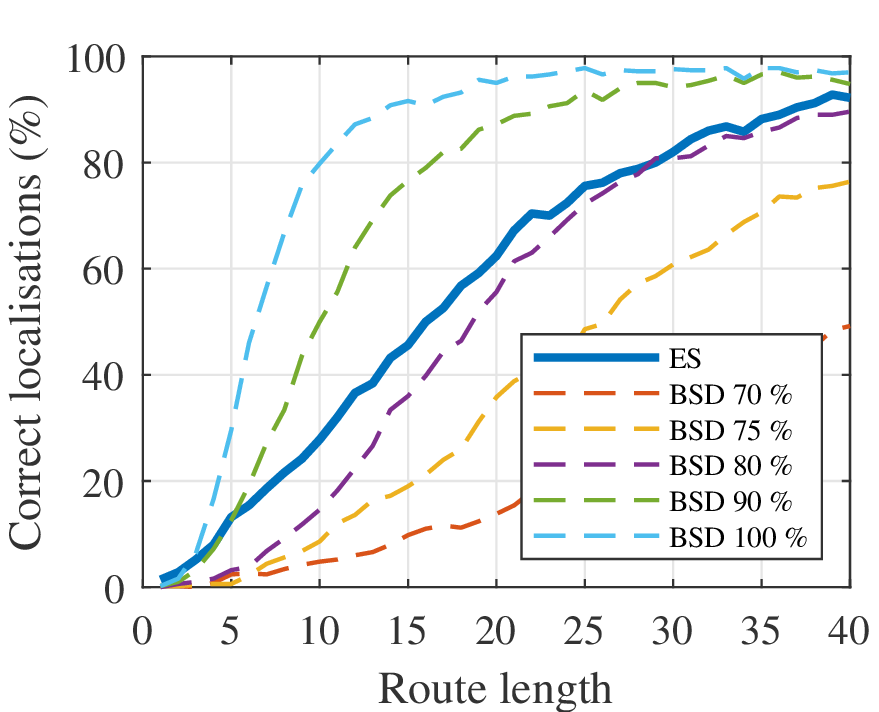 Correct localisations (%)
100
80
60
40
20
0
0 5 10 15 20 25 30 35 40
Route length
ES
BSD 70 %
BSD 75 %
BSD 80 %
BSD 90 %
BSD 100 %